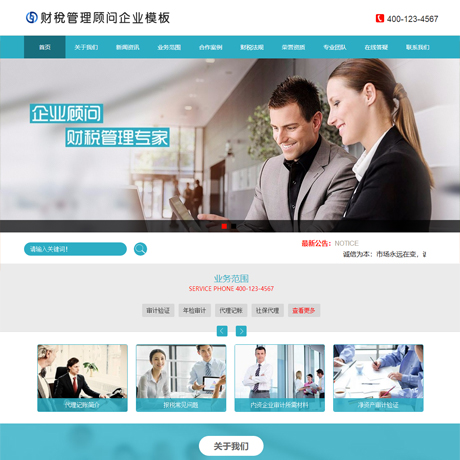 财税管理顾问企业模板
400-123-4567
首页 关于我们 新闻资讯 业务范围 合作案例 财税法规 荣誉资质 专业团队 在线答疑 联系我们
企业顾问
财税管理专家
请输入关键词!
最新公告：NOTICE
诚信为本：市场永远在变，诚
业务范围
SERVICE PHONE 400-123-4567
审计验证 年检审计 代理记账 社保代理 查看更多
代理记账简介 报税常见问题 内资企业审计所需材料 净资产审计验证
关于我们